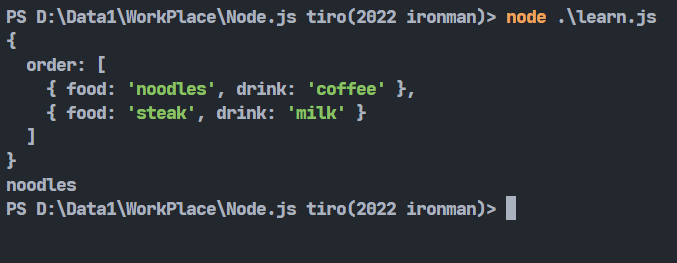 PS D:\Data1\WorkPlace\Node.js tiro(2022 ironman)> node .\learn.js
{
  order: [
    { food: 'noodles', drink: 'coffee' },
    { food: 'steak', drink: 'milk' }
  ]
}
noodles
PS D:\Data1\WorkPlace\Node.js tiro(2022 ironman)>